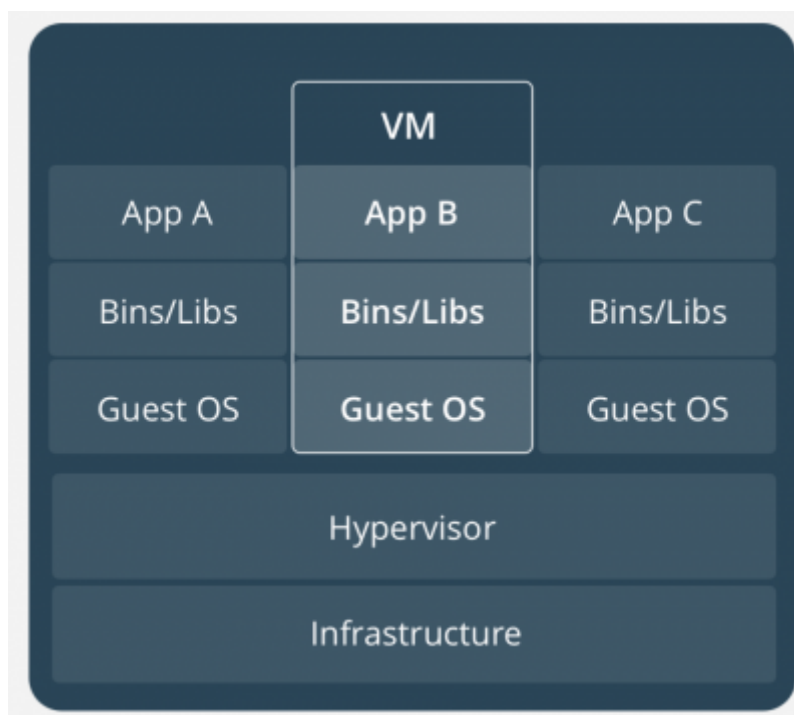 VM
App A App B App C
Bins/Libs Bins/Libs Bins/Libs
Guest OS Guest OS Guest OS
Hypervisor
Infrastructure